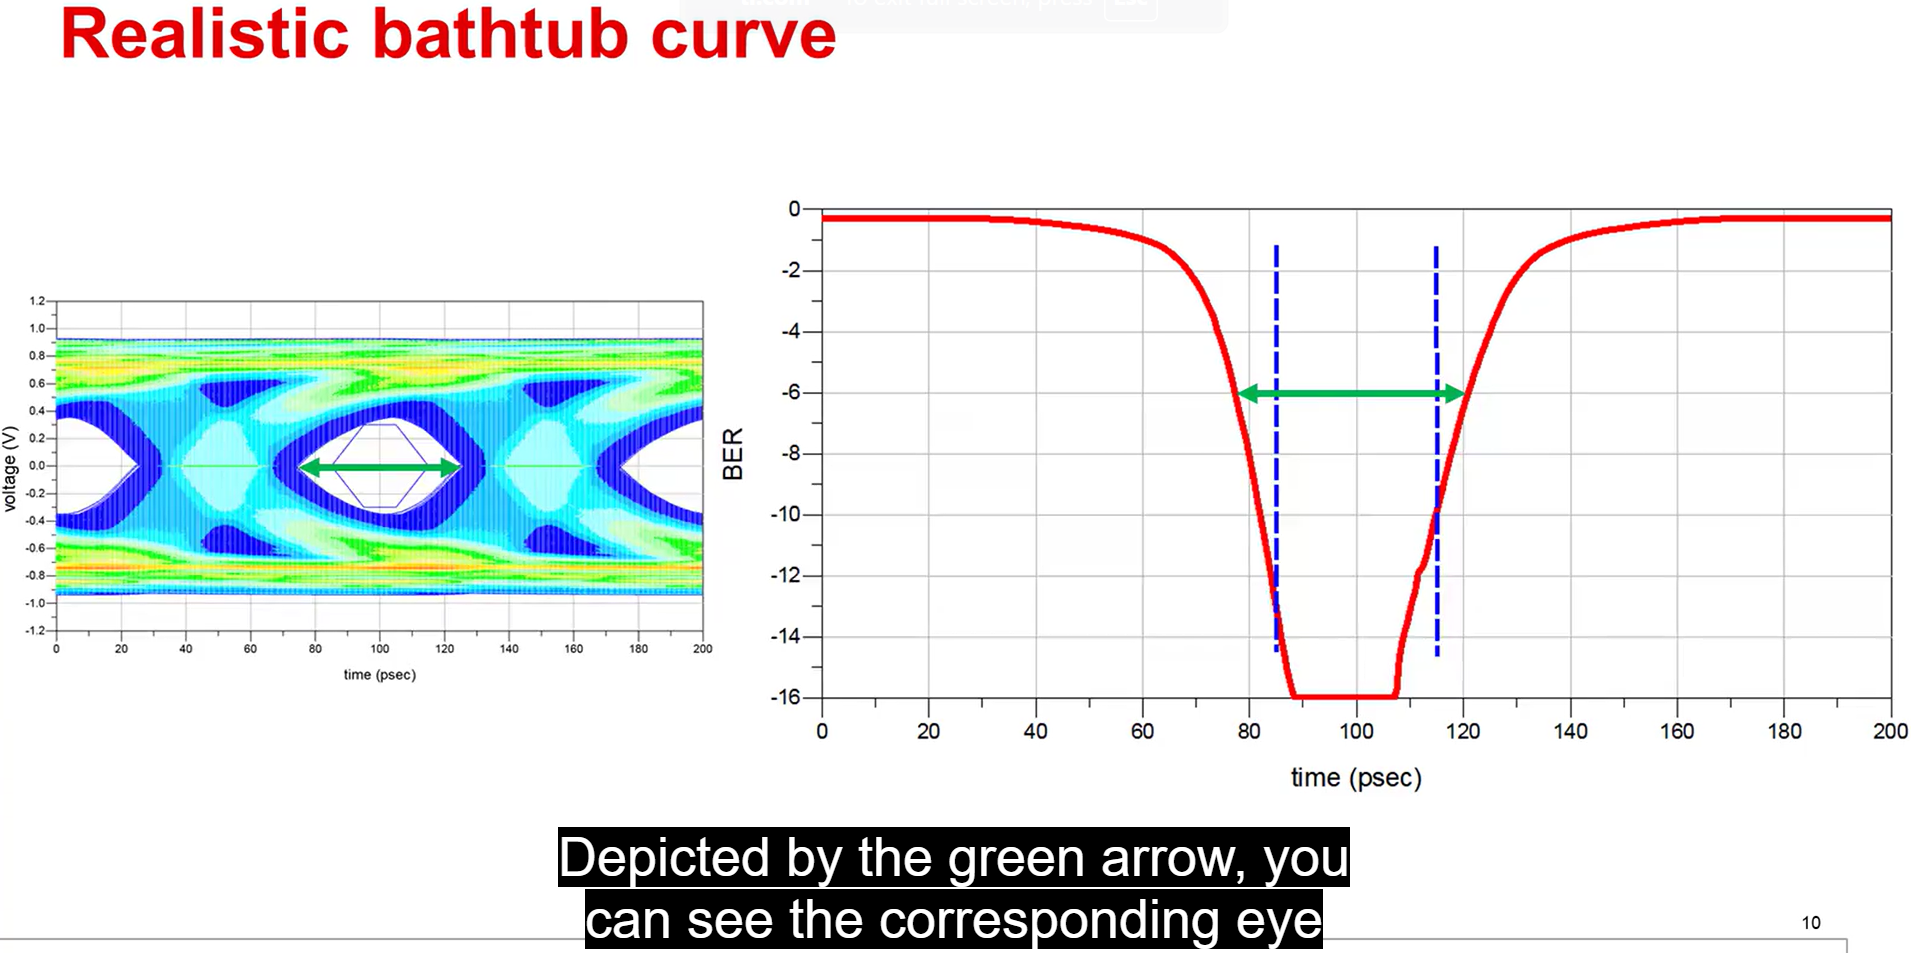 to exit full screen, press Esc
Realistic bathtub curve
voltage (V)
1.2
1.0
0.8
0.6
0.4
0.2
0.0
-0.2
-0.4
-0.6
-0.8
-1.0
-1.2
0 20 40 60 80 100 120 140 160 180 200
time (psec)
BER
0
-2
-4
-6
-8
-10
-12
-14
-16
0 20 40 60 80 100 120 140 160 180 200
time (psec)
Depicted by the green arrow, you
can see the corresponding eye
10